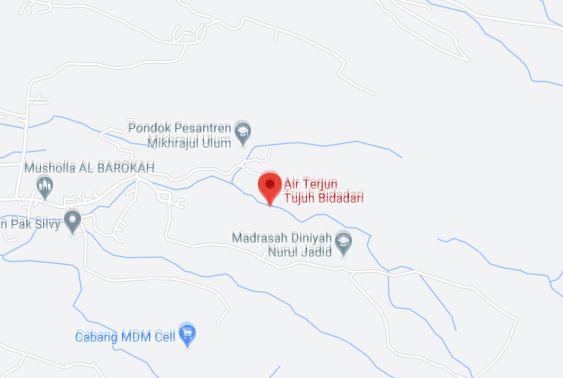 Pondok Pesantren
Mikhrajul Ulum
Musholla AL BAROKAH
Air Terjun
Tujuh Bidadari
n Pak Silvy
Madrasah Diniyah
Nurul Jadid
Cabang MDM Cell